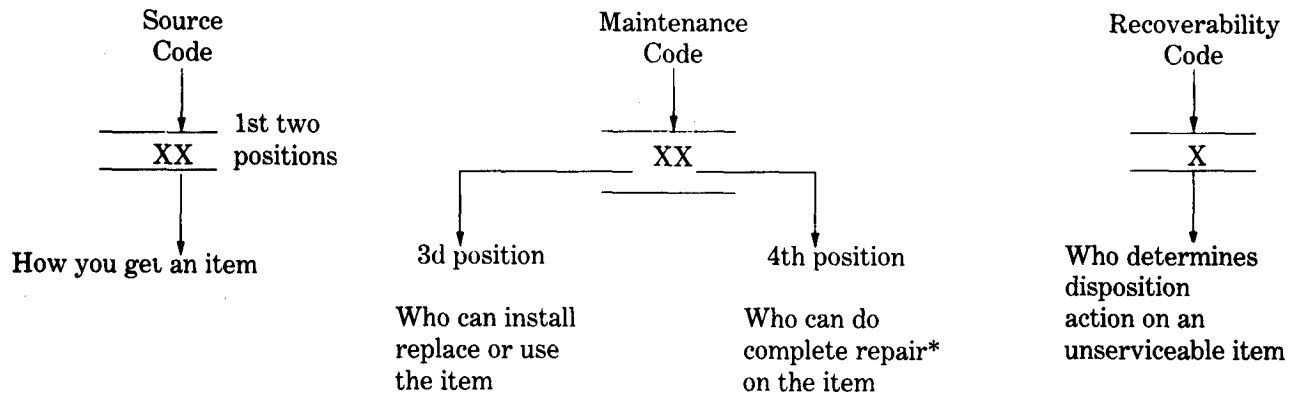 Source
Code
1st two
XX positions
How you get an item
Maintenance
Code
XX
3d position
Who can install
replace or use
the item
4th position
Who can do
complete repair*
on the item
Recoverability
Code
X
Who determines
disposition
action on an
unserviceable item